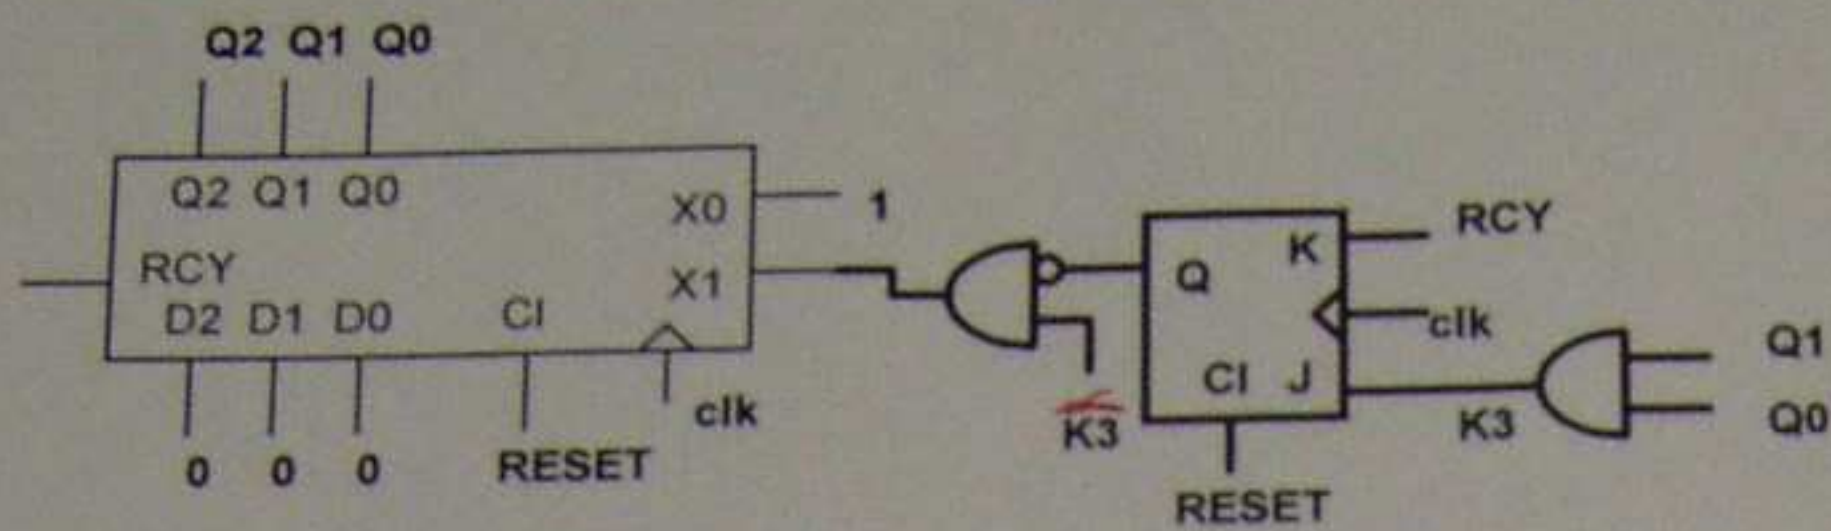 Q2 Q1 Q0
Q2 Q1 Q0
X0
1
RCY
X1
D2 D1 D0
CI
clk
0 0 0
RESET
Q
K
RCY
clk
CI
J
K3
K3
Q1
Q0
RESET